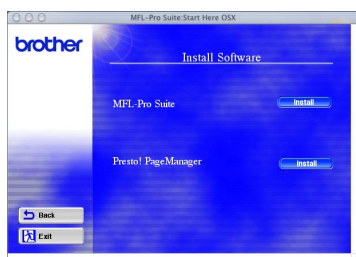 MFL-Pro Suite:Start Here OSX
brother
Install Software
MFL-Pro Suite
Install
Presto! PageManager
Install
Back
Exit